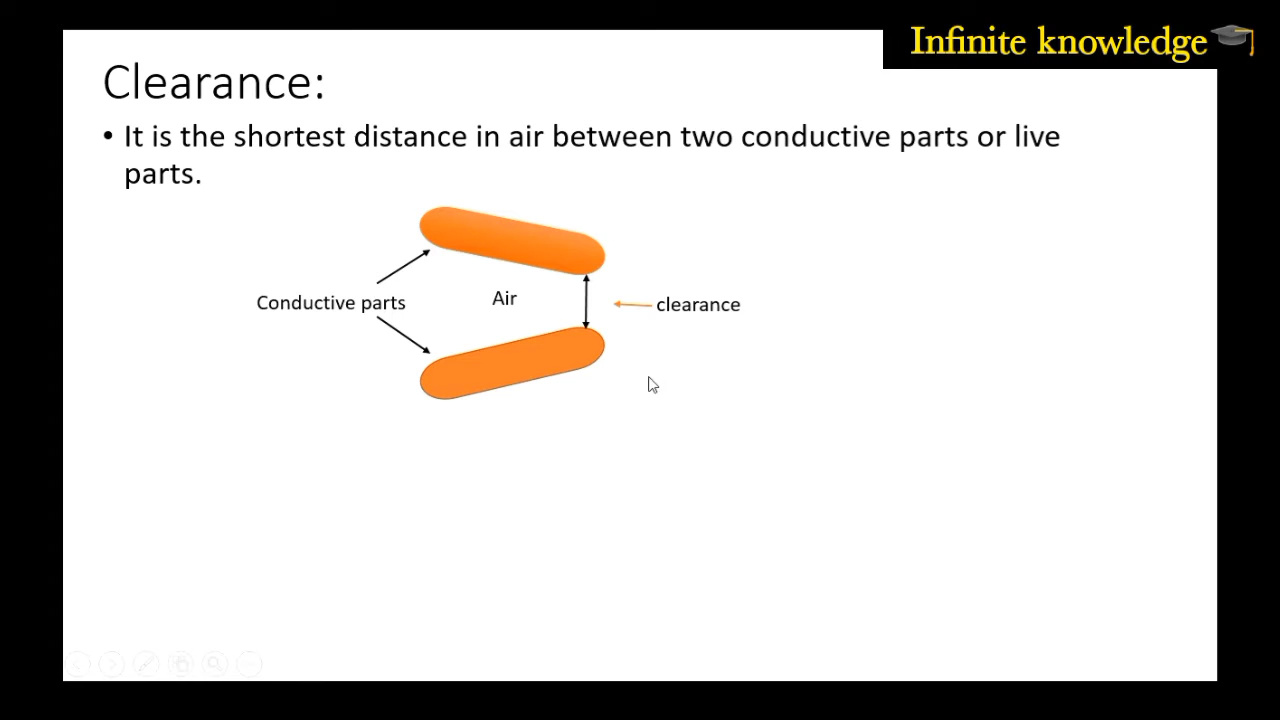 Infinite knowledge
Clearance:
• It is the shortest distance in air between two conductive parts or live
parts.
Conductive parts
Air
clearance